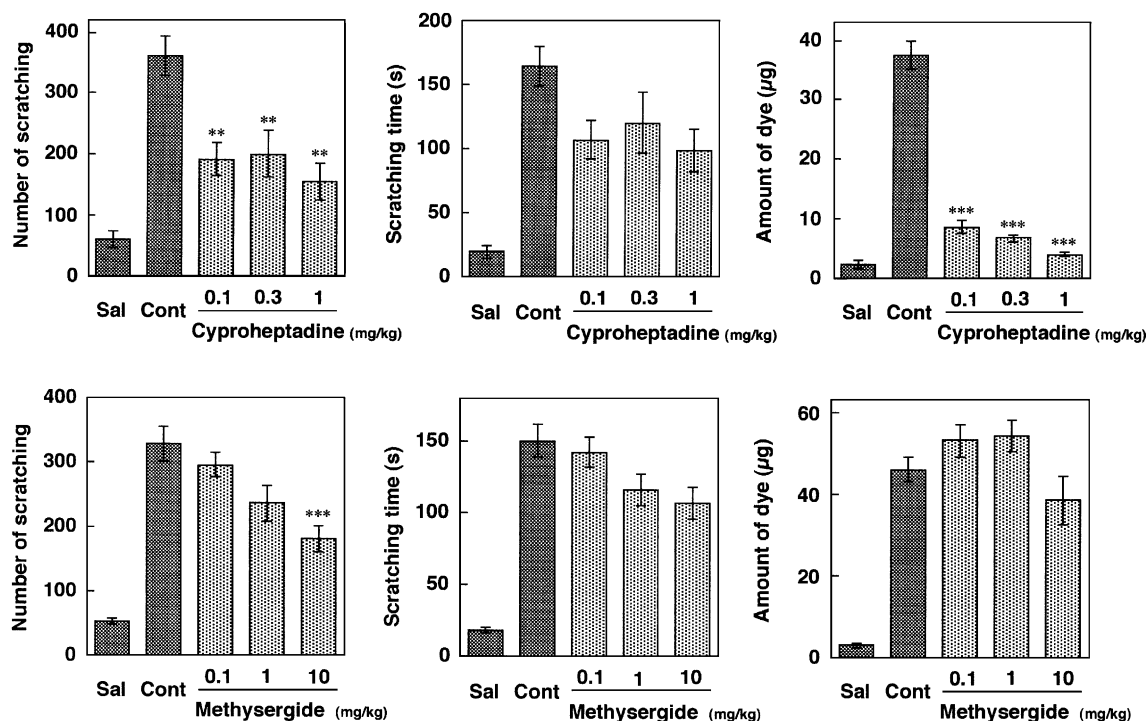 Number of scratching
400
300
200
100
0
**
**
**
Sal
Cont
0.1
0.3
1
Cyproheptadine (mg/kg)
Scratching time (s)
200
150
100
50
0
Sal
Cont
0.1
0.3
1
Cyproheptadine (mg/kg)
Amount of dye (µg)
40
30
20
10
0
***
***
***
Sal
Cont
0.1
0.3
1
Cyproheptadine (mg/kg)
Number of scratching
400
300
200
100
0
***
Sal
Cont
0.1
1
10
Methysergide (mg/kg)
Scratching time (s)
150
100
50
0
Sal
Cont
0.1
1
10
Methysergide (mg/kg)
Amount of dye (µg)
60
40
20
0
Sal
Cont
0.1
1
10
Methysergide (mg/kg)